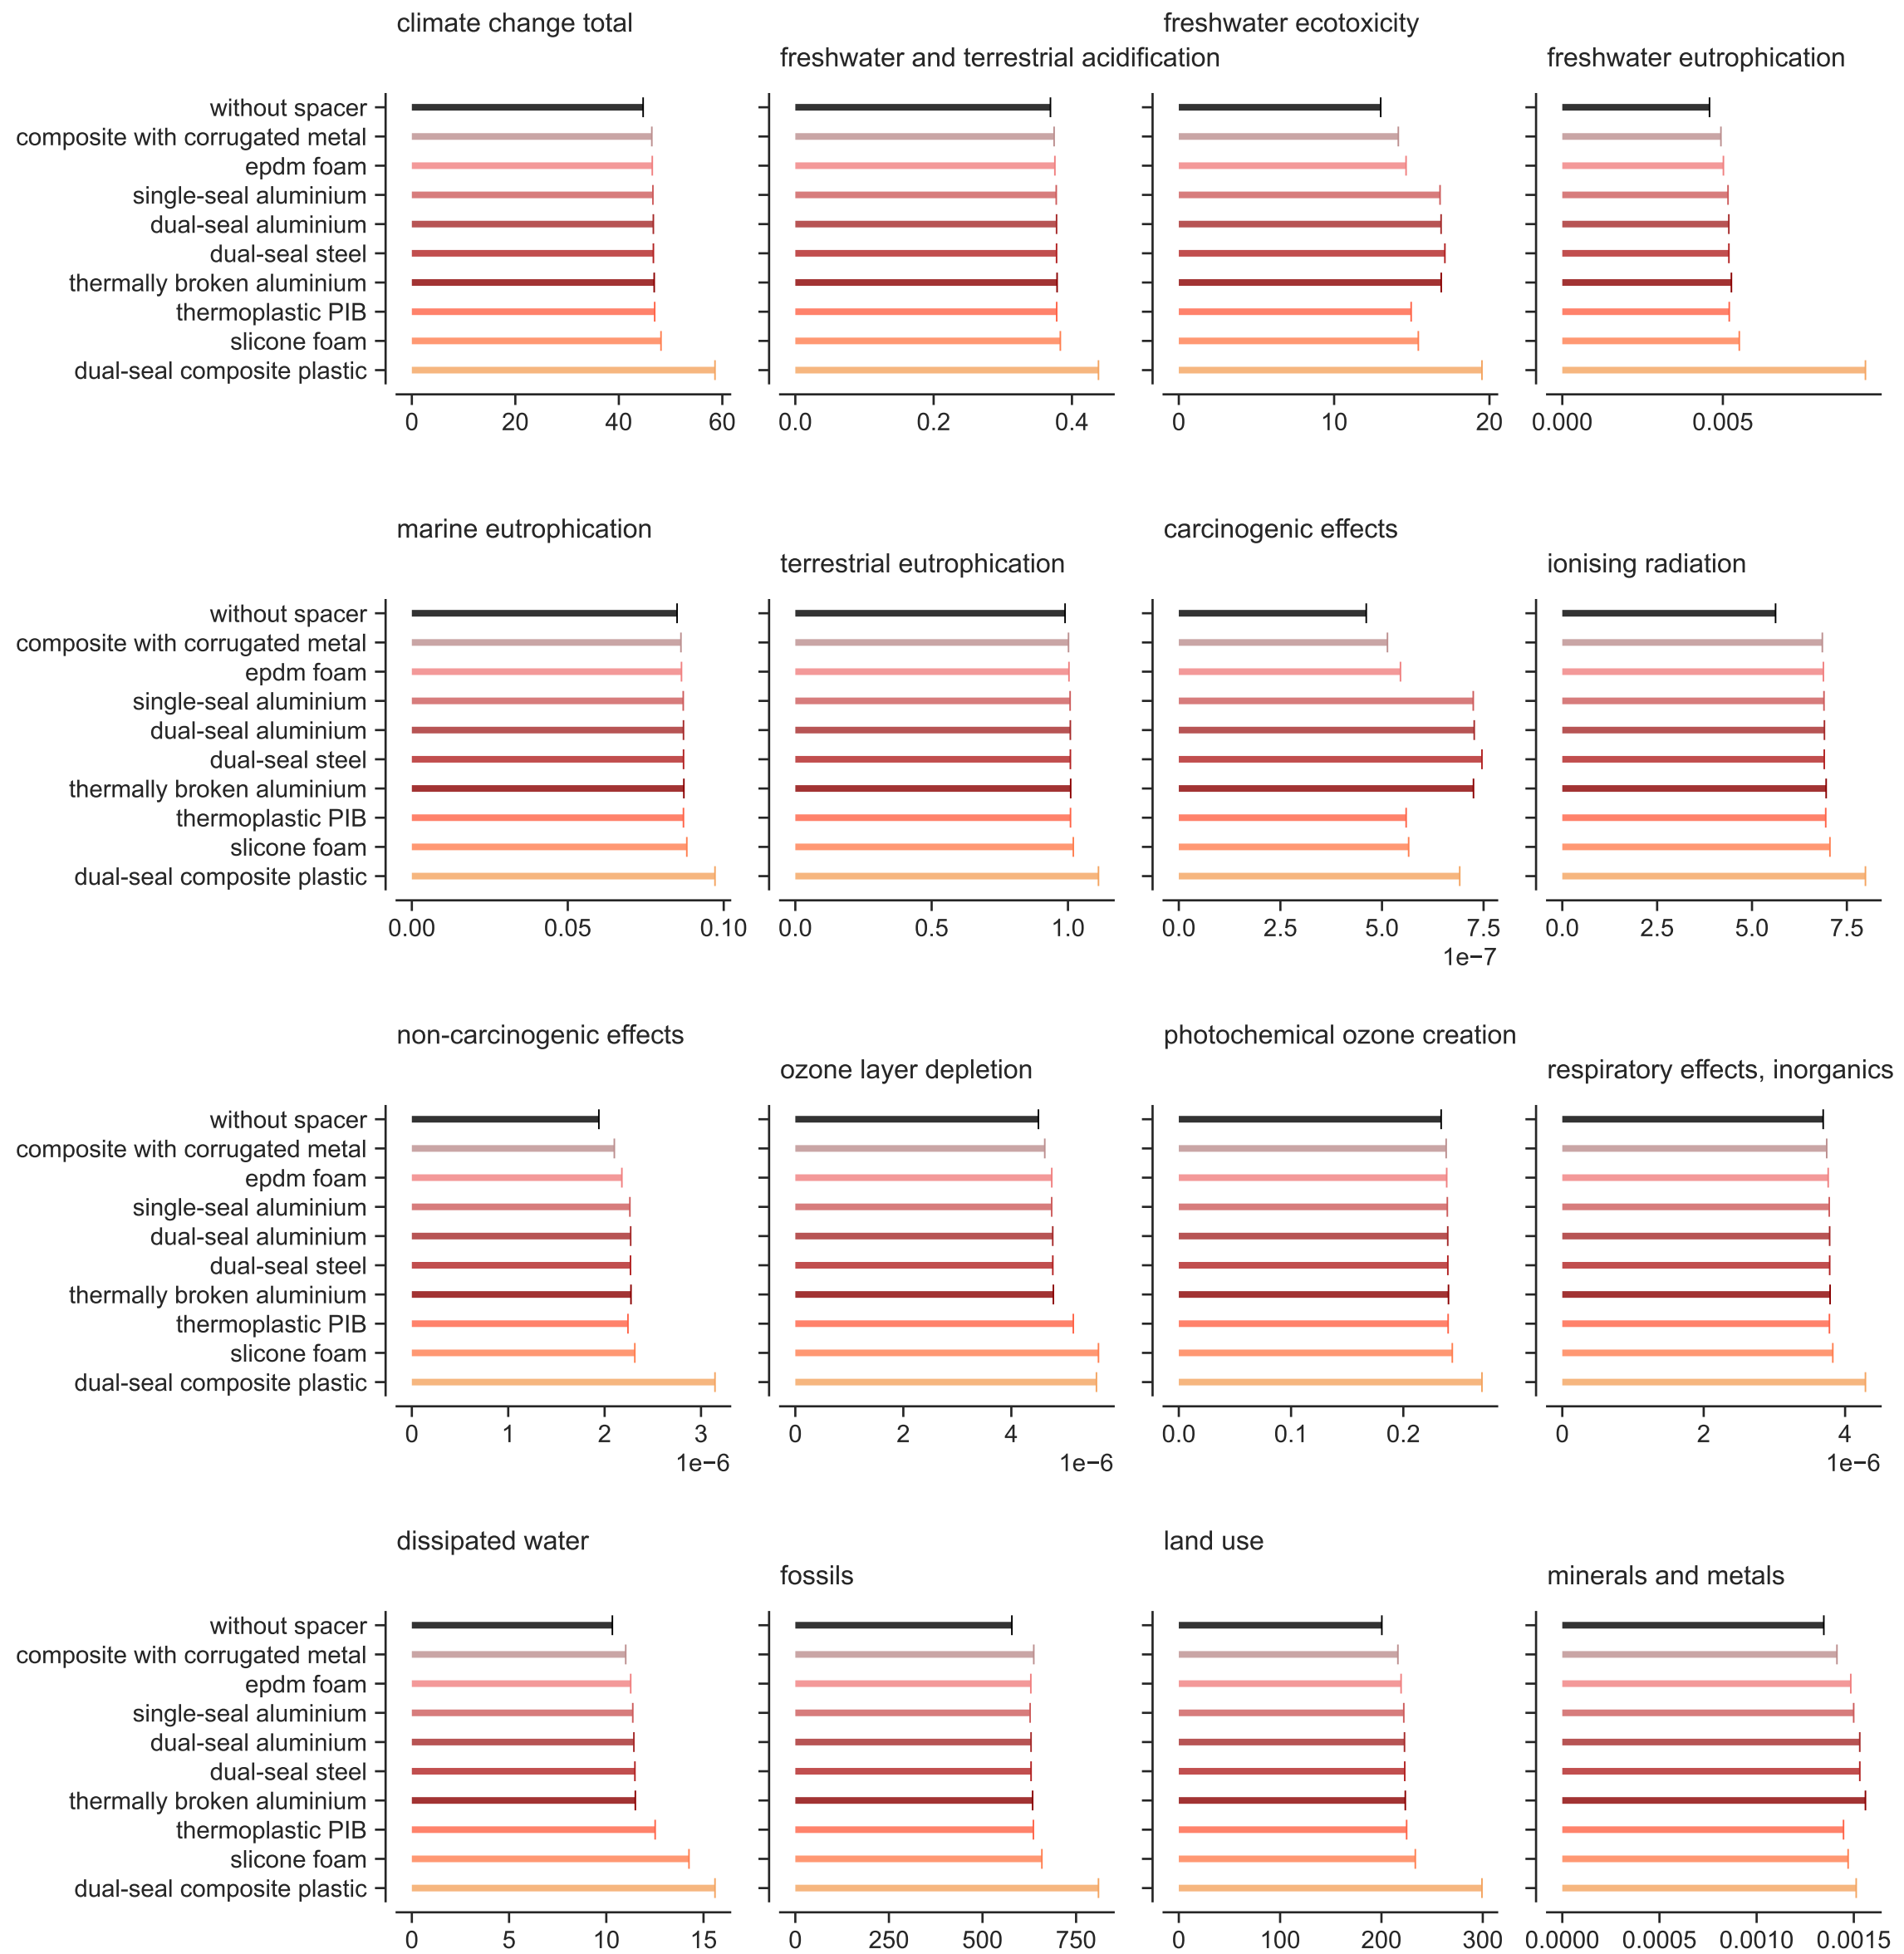 climate change total
freshwater ecotoxicity
freshwater and terrestrial acidification
freshwater eutrophication
without spacer
composite with corrugated metal
epdm foam
single-seal aluminium
dual-seal aluminium
dual-seal steel
thermally broken aluminium
thermoplastic PIB
slicone foam
dual-seal composite plastic
0 20 40 60 0.0 0.2 0.4 0 10 20 0.000 0.005
marine eutrophication
carcinogenic effects
terrestrial eutrophication
ionising radiation
without spacer
composite with corrugated metal
epdm foam
single-seal aluminium
dual-seal aluminium
dual-seal steel
thermally broken aluminium
thermoplastic PIB
slicone foam
dual-seal composite plastic
0.00 0.05 0.10 0.0 0.5 1.0 0.0 2.5 5.0 7.5 0.0 2.5 5.0 7.5
1e−7
non-carcinogenic effects
photochemical ozone creation
ozone layer depletion
respiratory effects, inorganics
without spacer
composite with corrugated metal
epdm foam
single-seal aluminium
dual-seal aluminium
dual-seal steel
thermally broken aluminium
thermoplastic PIB
slicone foam
dual-seal composite plastic
0 1 2 3 0 2 4 0.0 0.1 0.2 0 2 4
1e−6 1e−6 1e−6
dissipated water
land use
fossils
minerals and metals
without spacer
composite with corrugated metal
epdm foam
single-seal aluminium
dual-seal aluminium
dual-seal steel
thermally broken aluminium
thermoplastic PIB
slicone foam
dual-seal composite plastic
0 5 10 15 0 250 500 750 0 100 200 300 0.0000 0.0005 0.0010 0.0015